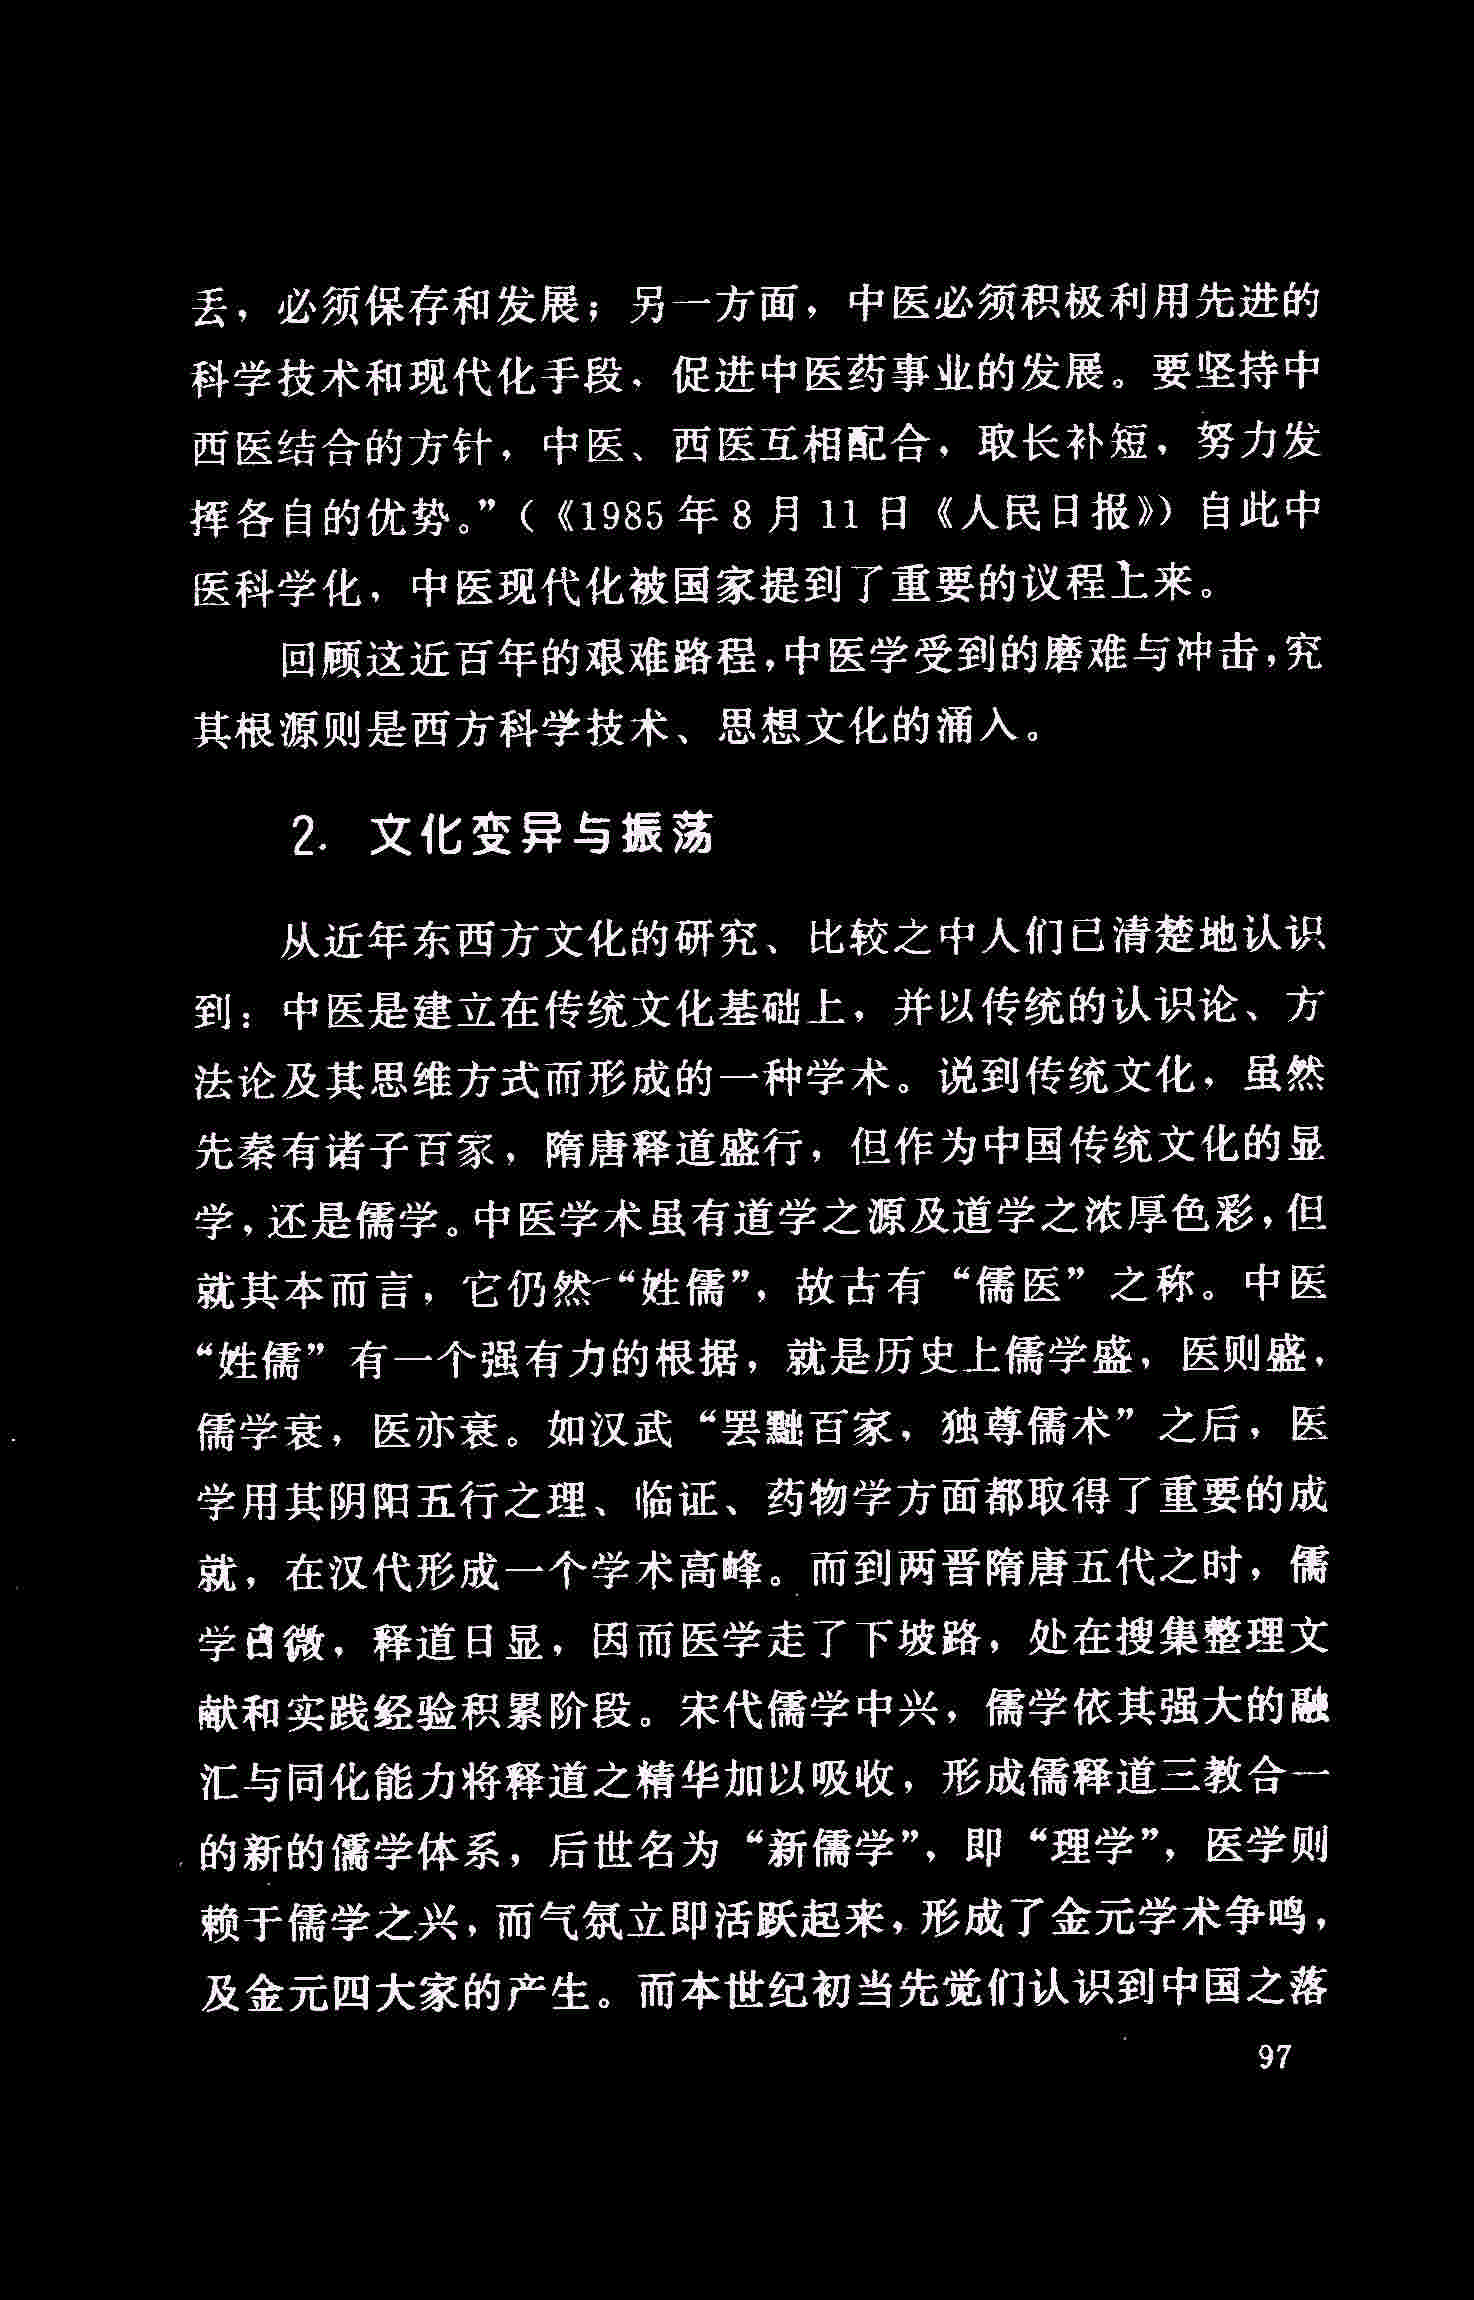 丢，必须保存和发展；另一方面，中医必须积极利用先进的
科学技术和现代化手段，促进中医药事业的发展。要坚持中
西医结合的方针，中医、西医互相配合，取长补短，努力发
挥各自的优势。”（《1985 年 8 月 11 日《人民日报》）自此中
医科学化，中医现代化被国家提到了重要的议程上来。
回顾这近百年的艰难路程，中医学受到的磨难与冲击，究
其根源则是西方科学技术、思想文化的涌入。
2. 文化变异与振荡
从近年东西方文化的研究、比较之中人们已清楚地认识
到：中医是建立在传统文化基础上，并以传统的认识论、方
法论及其思维方式而形成的一种学术。说到传统文化，虽然
先秦有诸子百家，隋唐释道盛行，但作为中国传统文化的显
学，还是儒学。中医学术虽有道学之源及道学之浓厚色彩，但
就其本而言，它仍然“姓儒”，故古有“儒医”之称。中医
“姓儒”有一个强有力的根据，就是历史上儒学盛，医则盛，
儒学衰，医亦衰。如汉武“罢黜百家，独尊儒术”之后，医
学用其阴阳五行之理、临证、药物学方面都取得了重要的成
就，在汉代形成一个学术高峰。而到两晋隋唐五代之时，儒
学日微，释道日显，因而医学走了下坡路，处在搜集整理文
献和实践经验积累阶段。宋代儒学中兴，儒学依其强大的融
汇与同化能力将释道之精华加以吸收，形成儒释道三教合一
的新的儒学体系，后世名为“新儒学”，即“理学”，医学则
赖于儒学之兴，而气氛立即活跃起来，形成了金元学术争鸣，
及金元四大家的产生。而本世纪初当先觉们认识到中国之落
97